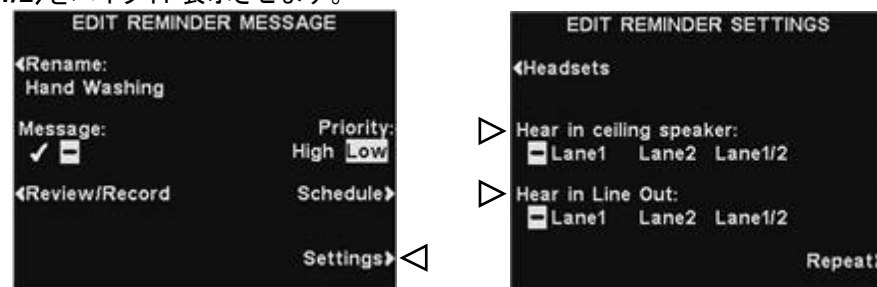 EDIT REMINDER MESSAGE
◀Rename:
Hand Washing
Message:
✓ −
Priority:
High Low
◀Review/Record
Schedule▶
Settings▶
EDIT REMINDER SETTINGS
◀Headsets
Hear in ceiling speaker:
− Lane1 Lane2 Lane1/2
Hear in Line Out:
− Lane1 Lane2 Lane1/2
Repeat